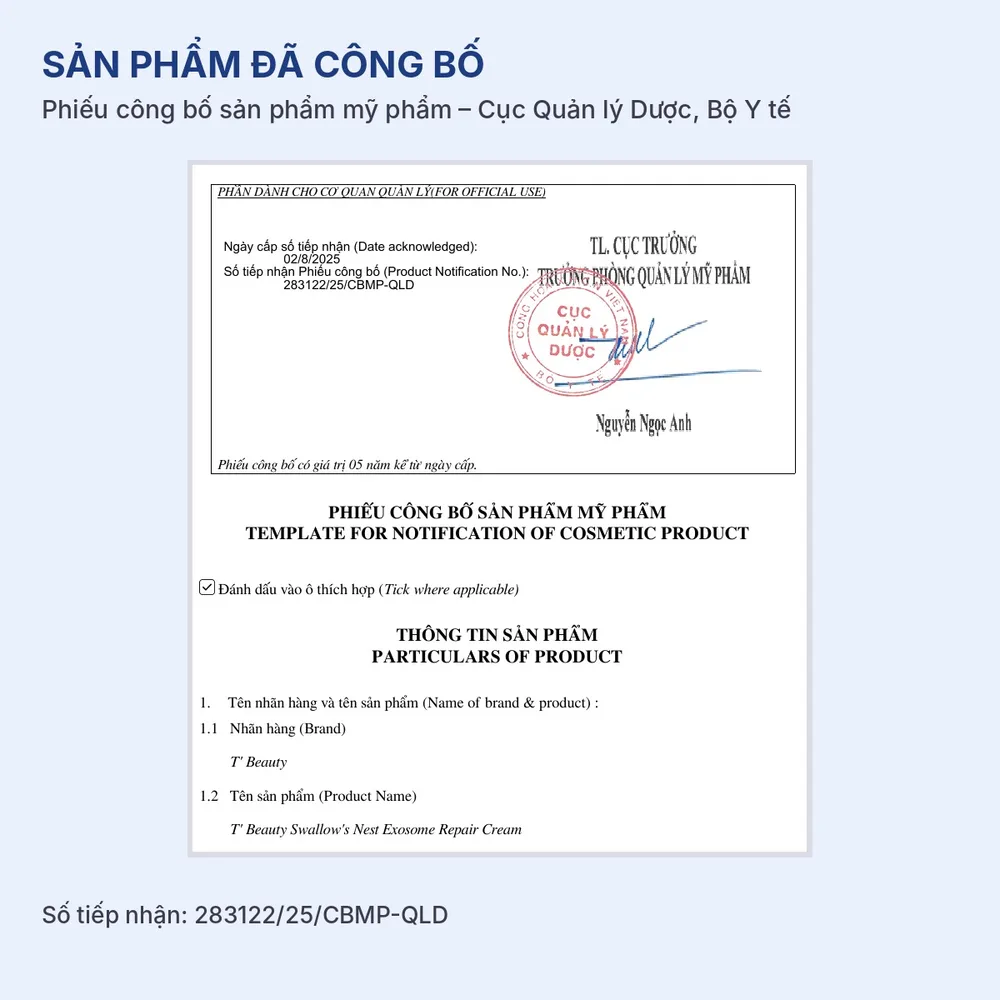 SẢN PHẨM ĐÃ CÔNG BỐ
Phiếu công bố sản phẩm mỹ phẩm – Cục Quản lý Dược, Bộ Y tế
PHẦN DÀNH CHO CƠ QUAN QUẢN LÝ(FOR OFFICIAL USE)
Ngày cấp số tiếp nhận (Date acknowledged):
02/8/2025
Số tiếp nhận Phiếu công bố (Product Notification No.):
283122/25/CBMP-QLD
TL. CỤC TRƯỞNG
TRƯỞNG PHÒNG QUẢN LÝ MỸ PHẨM
CỤC
QUẢN LÝ
DƯỢC
BỘ Y TẾ
Nguyễn Ngọc Anh
Phiếu công bố có giá trị 05 năm kể từ ngày cấp.
PHIẾU CÔNG BỐ SẢN PHẨM MỸ PHẨM
TEMPLATE FOR NOTIFICATION OF COSMETIC PRODUCT
Đánh dấu vào ô thích hợp (Tick where applicable)
THÔNG TIN SẢN PHẨM
PARTICULARS OF PRODUCT
1. Tên nhãn hàng và tên sản phẩm (Name of brand & product) :
1.1 Nhãn hàng (Brand)
T' Beauty
1.2 Tên sản phẩm (Product Name)
T' Beauty Swallow's Nest Exosome Repair Cream
Số tiếp nhận: 283122/25/CBMP-QLD